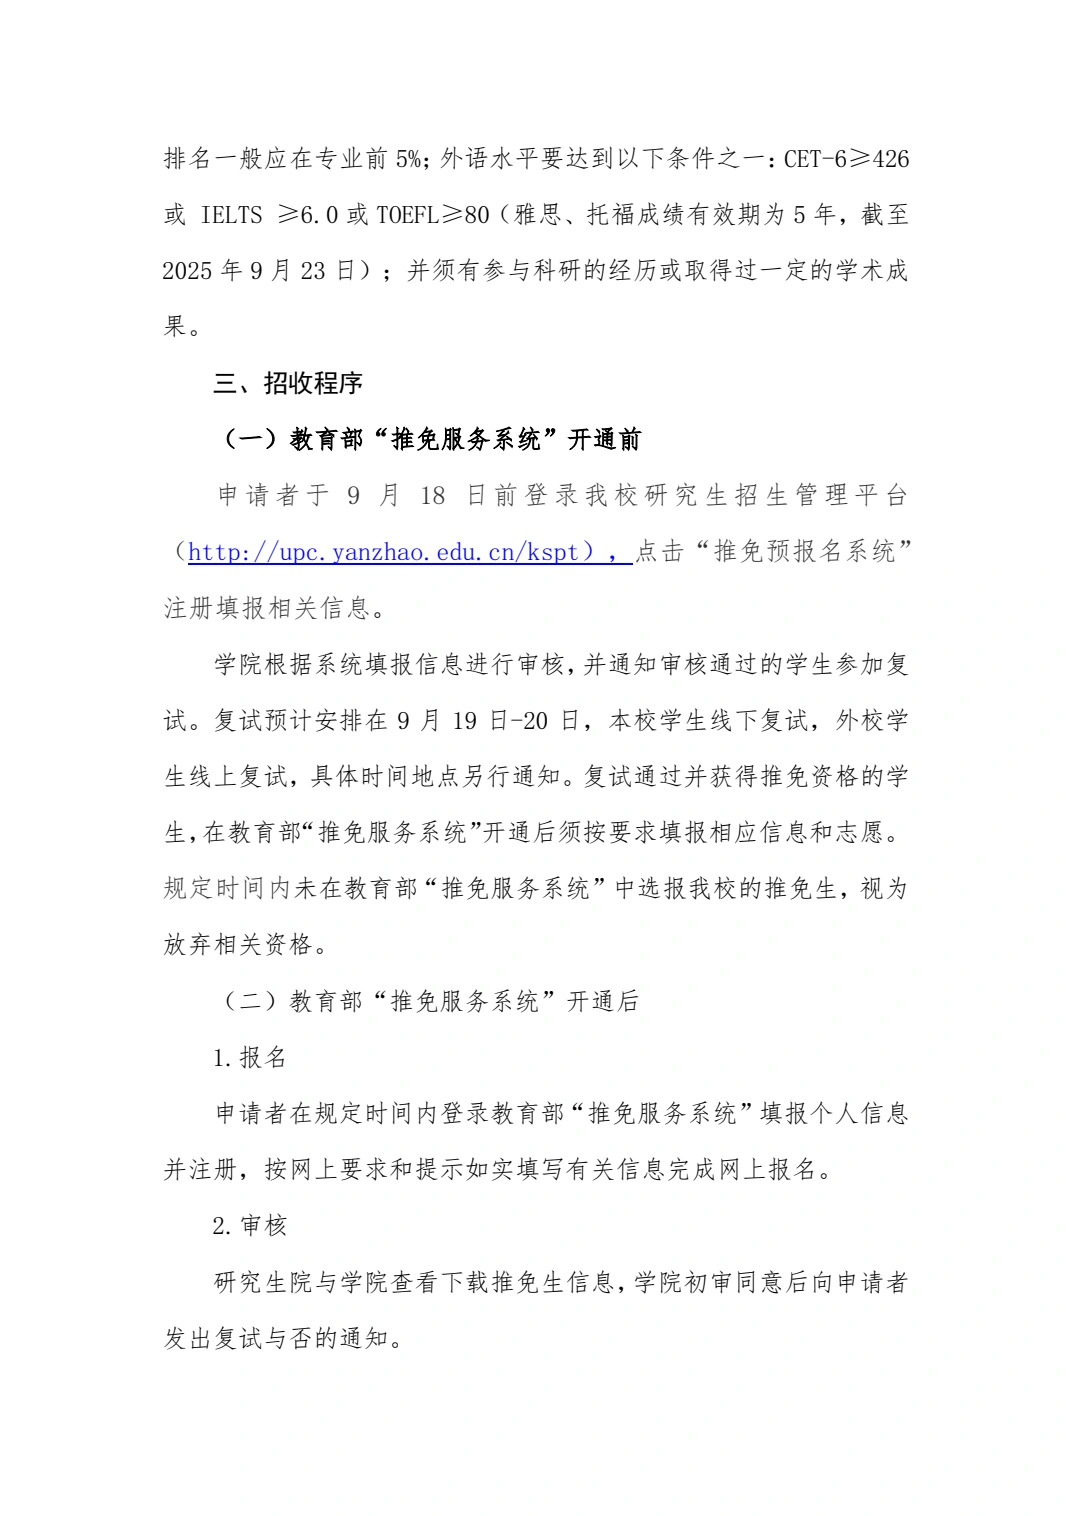 排名一般应在专业前 5%; 外语水平要达到以下条件之一: CET-6≥426
或 IELTS ≥6.0 或 TOEFL≥80（雅思、托福成绩有效期为 5 年，截至
2025 年 9 月 23 日）；并须有参与科研的经历或取得过一定的学术成
果。
三、招收程序
（一）教育部“推免服务系统”开通前
申请者于 9 月 18 日前登录我校研究生招生管理平台
（http://upc.yanzhao.edu.cn/kspt），点击“推免预报名系统”
注册填报相关信息。
学院根据系统填报信息进行审核，并通知审核通过的学生参加复
试。复试预计安排在 9 月 19 日-20 日，本校学生线下复试，外校学
生线上复试，具体时间地点另行通知。复试通过并获得推免资格的学
生，在教育部“推免服务系统”开通后须按要求填报相应信息和志愿。
规定时间内未在教育部“推免服务系统”中选报我校的推免生，视为
放弃相关资格。
（二）教育部“推免服务系统”开通后
1.报名
申请者在规定时间内登录教育部“推免服务系统”填报个人信息
并注册，按网上要求和提示如实填写有关信息完成网上报名。
2.审核
研究生院与学院查看下载推免生信息，学院初审同意后向申请者
发出复试与否的通知。